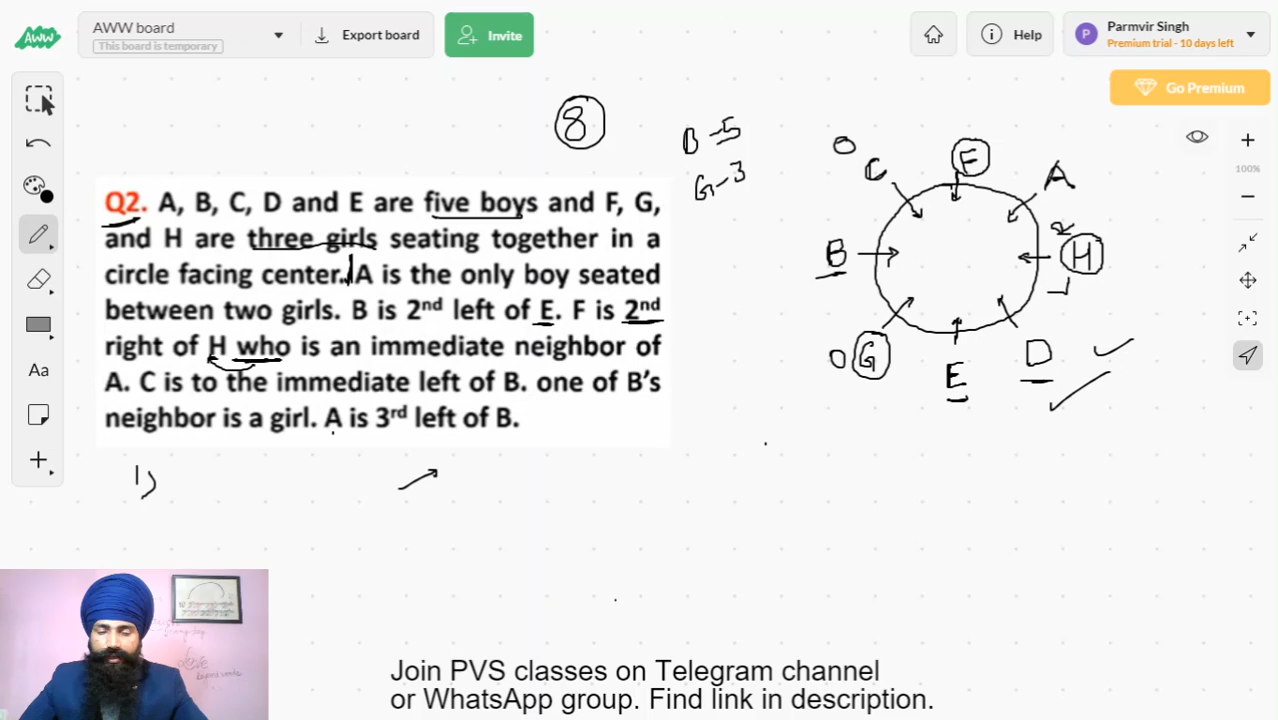 AWW
AWW board
This board is temporary
Export board
Invite
Help
P
Parmvir Singh
Premium trial - 10 days left
Go Premium
100%
Aa
8
B - 5
G - 3
Q2. A, B, C, D and E are five boys and F, G,
and H are three girls seating together in a
circle facing center. A is the only boy seated
between two girls. B is 2nd left of E. F is 2nd
right of H who is an immediate neighbor of
A. C is to the immediate left of B. one of B's
neighbor is a girl. A is 3rd left of B.
C
F
A
B
H
G
E
D
1)
Join PVS classes on Telegram channel
or WhatsApp group. Find link in description.